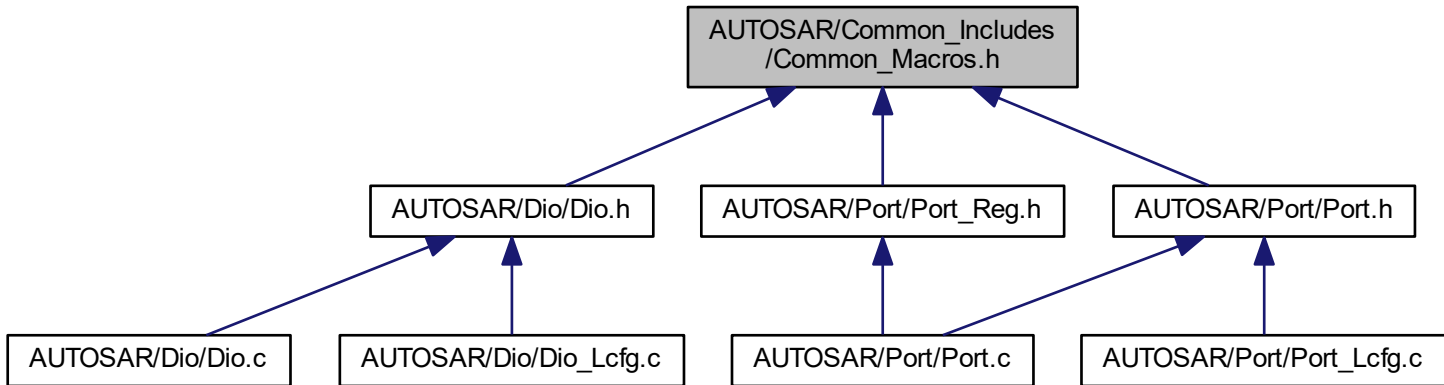 AUTOSAR/Common_Includes
/Common_Macros.h
AUTOSAR/Dio/Dio.h
AUTOSAR/Port/Port_Reg.h
AUTOSAR/Port/Port.h
AUTOSAR/Dio/Dio.c
AUTOSAR/Dio/Dio_Lcfg.c
AUTOSAR/Port/Port.c
AUTOSAR/Port/Port_Lcfg.c